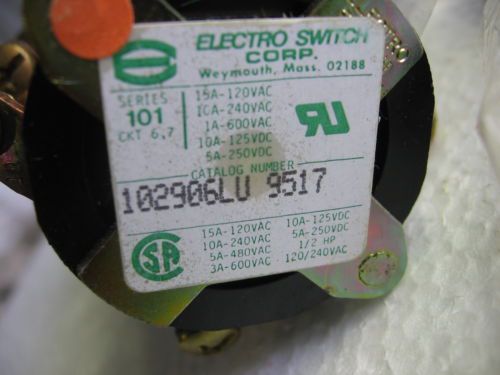 ELECTRO SWITCH
CORP.
Weymouth, Mass. 02188
SERIES
101
CKT 6,7
15A-120VAC
10A-240VAC
1A-600VAC
10A-125VDC
5A-250VDC
CATALOG NUMBER
102906LU 9517
15A-120VAC
10A-240VAC
5A-480VAC
3A-600VAC
10A-125VDC
5A-250VDC
1/2 HP
120/240VAC